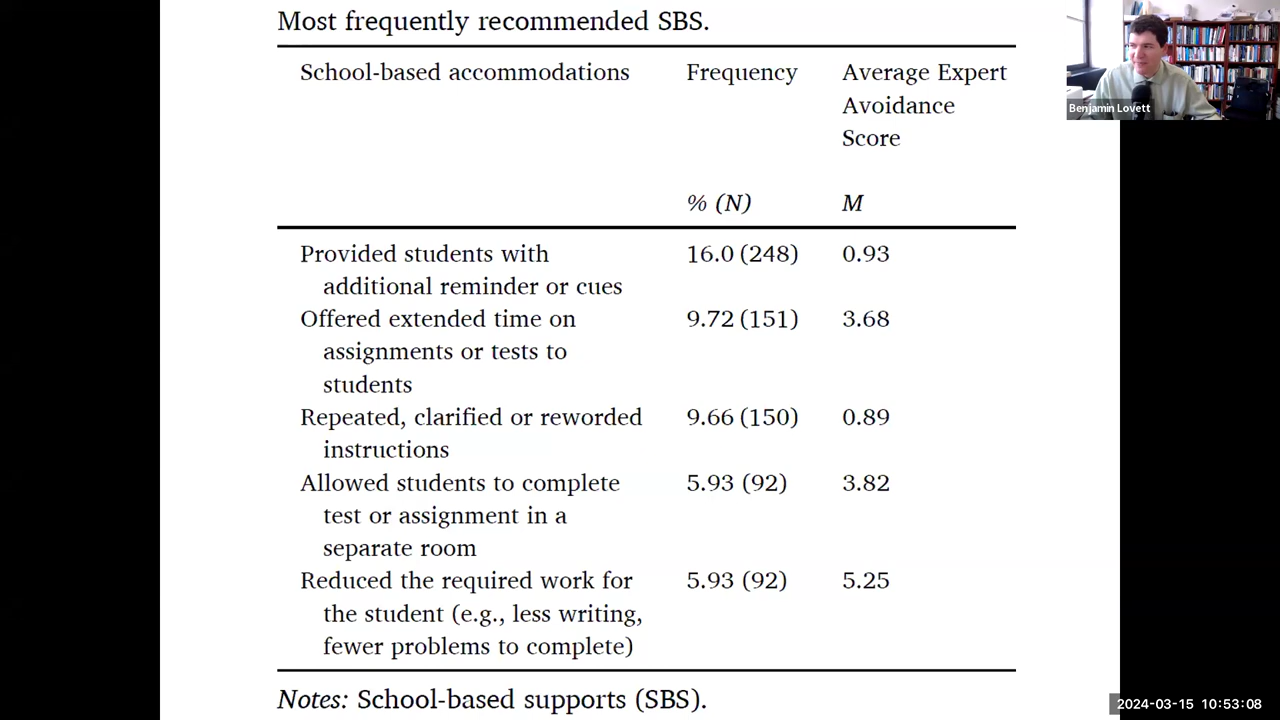 Most frequently recommended SBS.
School-based accommodations Frequency Average Expert
Avoidance
Score
% (N) M
Provided students with 16.0 (248) 0.93
additional reminder or cues
Offered extended time on 9.72 (151) 3.68
assignments or tests to
students
Repeated, clarified or reworded 9.66 (150) 0.89
instructions
Allowed students to complete 5.93 (92) 3.82
test or assignment in a
separate room
Reduced the required work for 5.93 (92) 5.25
the student (e.g., less writing,
fewer problems to complete)
Notes: School-based supports (SBS).
Benjamin Lovett
2024-03-15 10:53:08